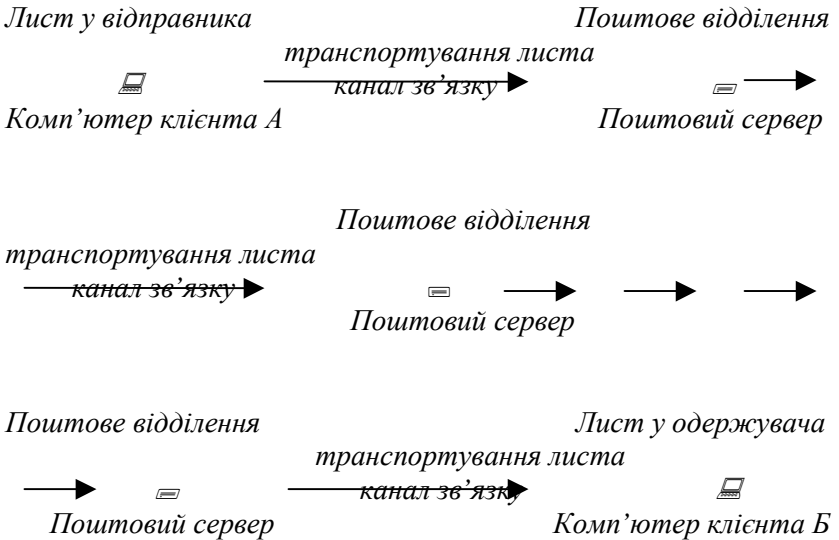 Лист у відправника Поштове відділення
транспортування листа
канал зв’язку
Комп’ютер клієнта А Поштовий сервер
Поштове відділення
транспортування листа
канал зв’язку
Поштовий сервер
Поштове відділення Лист у одержувача
транспортування листа
канал зв’язку
Поштовий сервер Комп’ютер клієнта Б